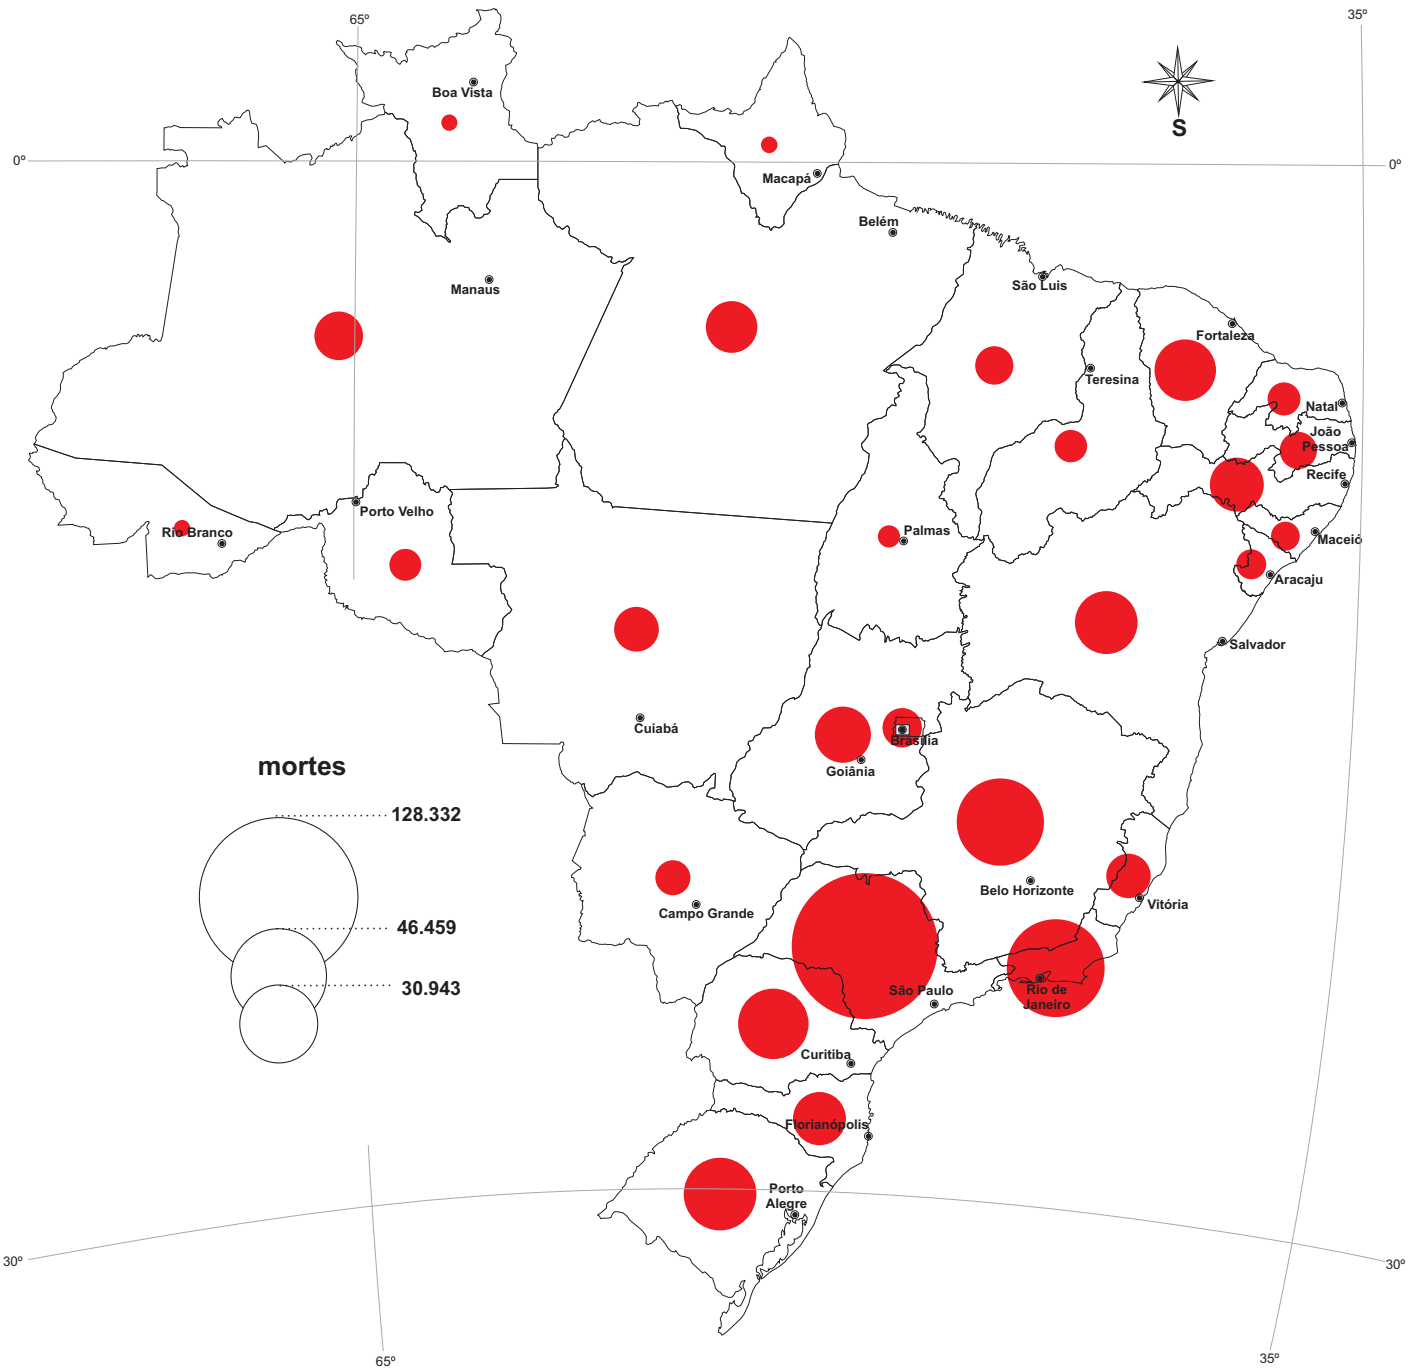 65º
35º
Boa Vista
S
0º
0º
Macapá
Belém
São Luis
Manaus
Fortaleza
Teresina
Natal
João
Pessoa
Recife
Porto Velho
Rio Branco
Palmas
Maceió
Aracaju
Salvador
Cuiabá
Brasília
Goiânia
mortes
128.332
46.459
30.943
Belo Horizonte
Vitória
Campo Grande
São Paulo
Rio de
Janeiro
Curitiba
Florianópolis
Porto
Alegre
30º
30º
65º
35º